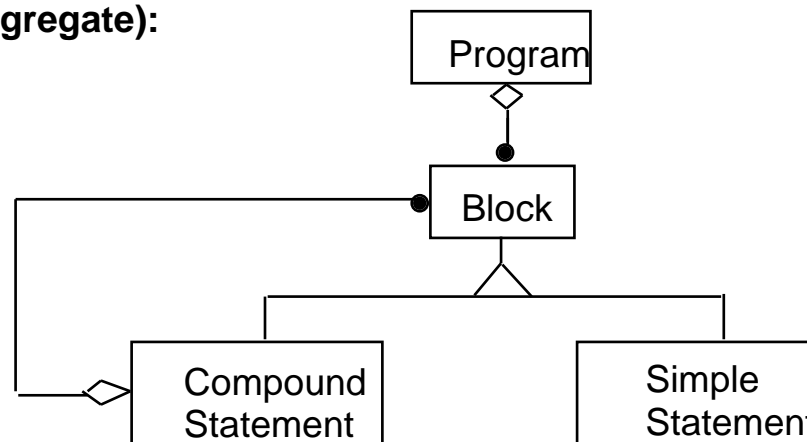 gregate):
Program
Block
Compound
Statement
Simple
Statement